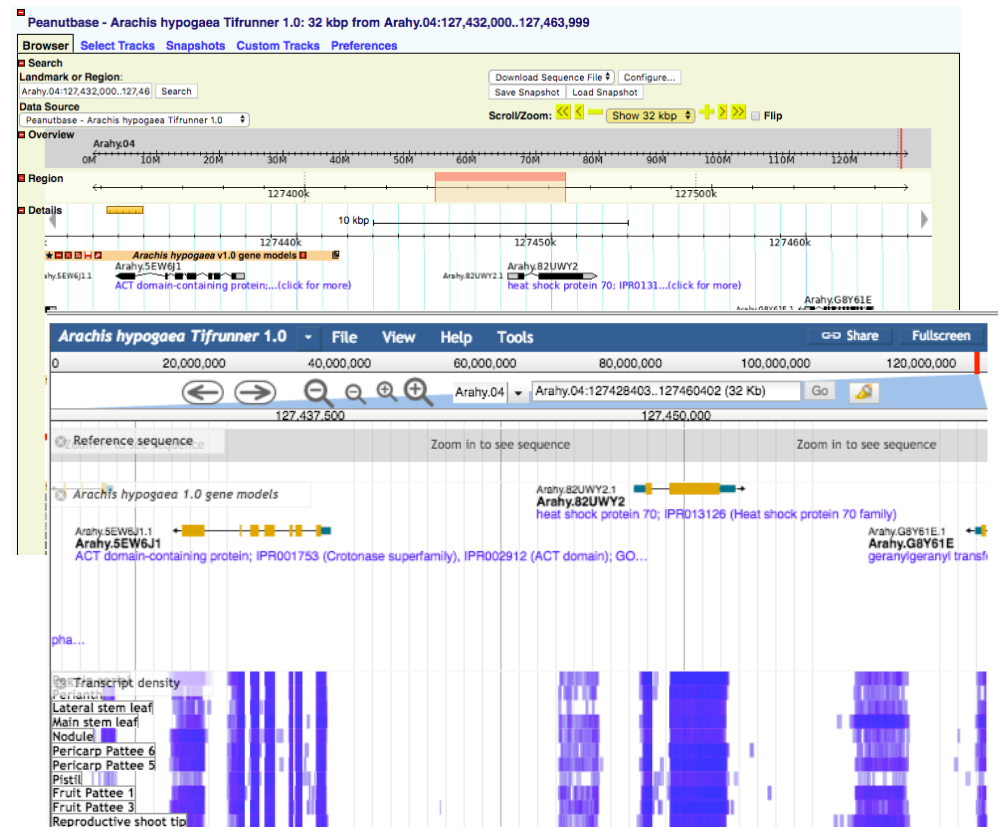 Peanutbase - Arachis hypogaea Tifrunner 1.0: 32 kbp from Arahy.04:127,432,000..127,463,999
Browser Select Tracks Snapshots Custom Tracks Preferences
Search
Landmark or Region:
Arahy.04:127,432,000..127,46 Search
Download Sequence File Configure...
Save Snapshot Load Snapshot
Data Source
Peanutbase - Arachis hypogaea Tifrunner 1.0
Scroll/Zoom: << < Show 32 kbp > >> Flip
Overview
Arahy.04
0M 10M 20M 30M 40M 50M 60M 70M 80M 90M 100M 110M 120M
Region
127400k 127500k
Details
10 kbp
127440k 127450k 127460k
Arachis hypogaea v1.0 gene models
Arahy.5EW6J1 Arahy.82UWY2
hy.5EW6J1.1 Arahy.82UWY2.1
ACT domain-containing protein;...(click for more) heat shock protein 70; IPR0131...(click for more)
Arahy.G8Y61E
Arachis hypogaea Tifrunner 1.0 File View Help Tools Share Fullscreen
0 20,000,000 40,000,000 60,000,000 80,000,000 100,000,000 120,000,000
Arahy.04 Arahy.04:127428403..127460402 (32 Kb) Go
127,437,500 127,450,000
Reference sequence Zoom in to see sequence Zoom in to see sequence
Arachis hypogaea 1.0 gene models
Arahy.82UWY2.1
Arahy.82UWY2
heat shock protein 70; IPR013126 (Heat shock protein 70 family)
Arahy.5EW6J1.1
Arahy.5EW6J1
ACT domain-containing protein; IPR001753 (Crotonase superfamily), IPR002912 (ACT domain); GO...
Arahy.G8Y61E.1
Arahy.G8Y61E
geranylgeranyl transf
pha...
Transcript density
Perianth
Lateral stem leaf
Main stem leaf
Nodule
Pericarp Pattee 6
Pericarp Pattee 5
Pistil
Fruit Pattee 1
Fruit Pattee 3
Reproductive shoot tip